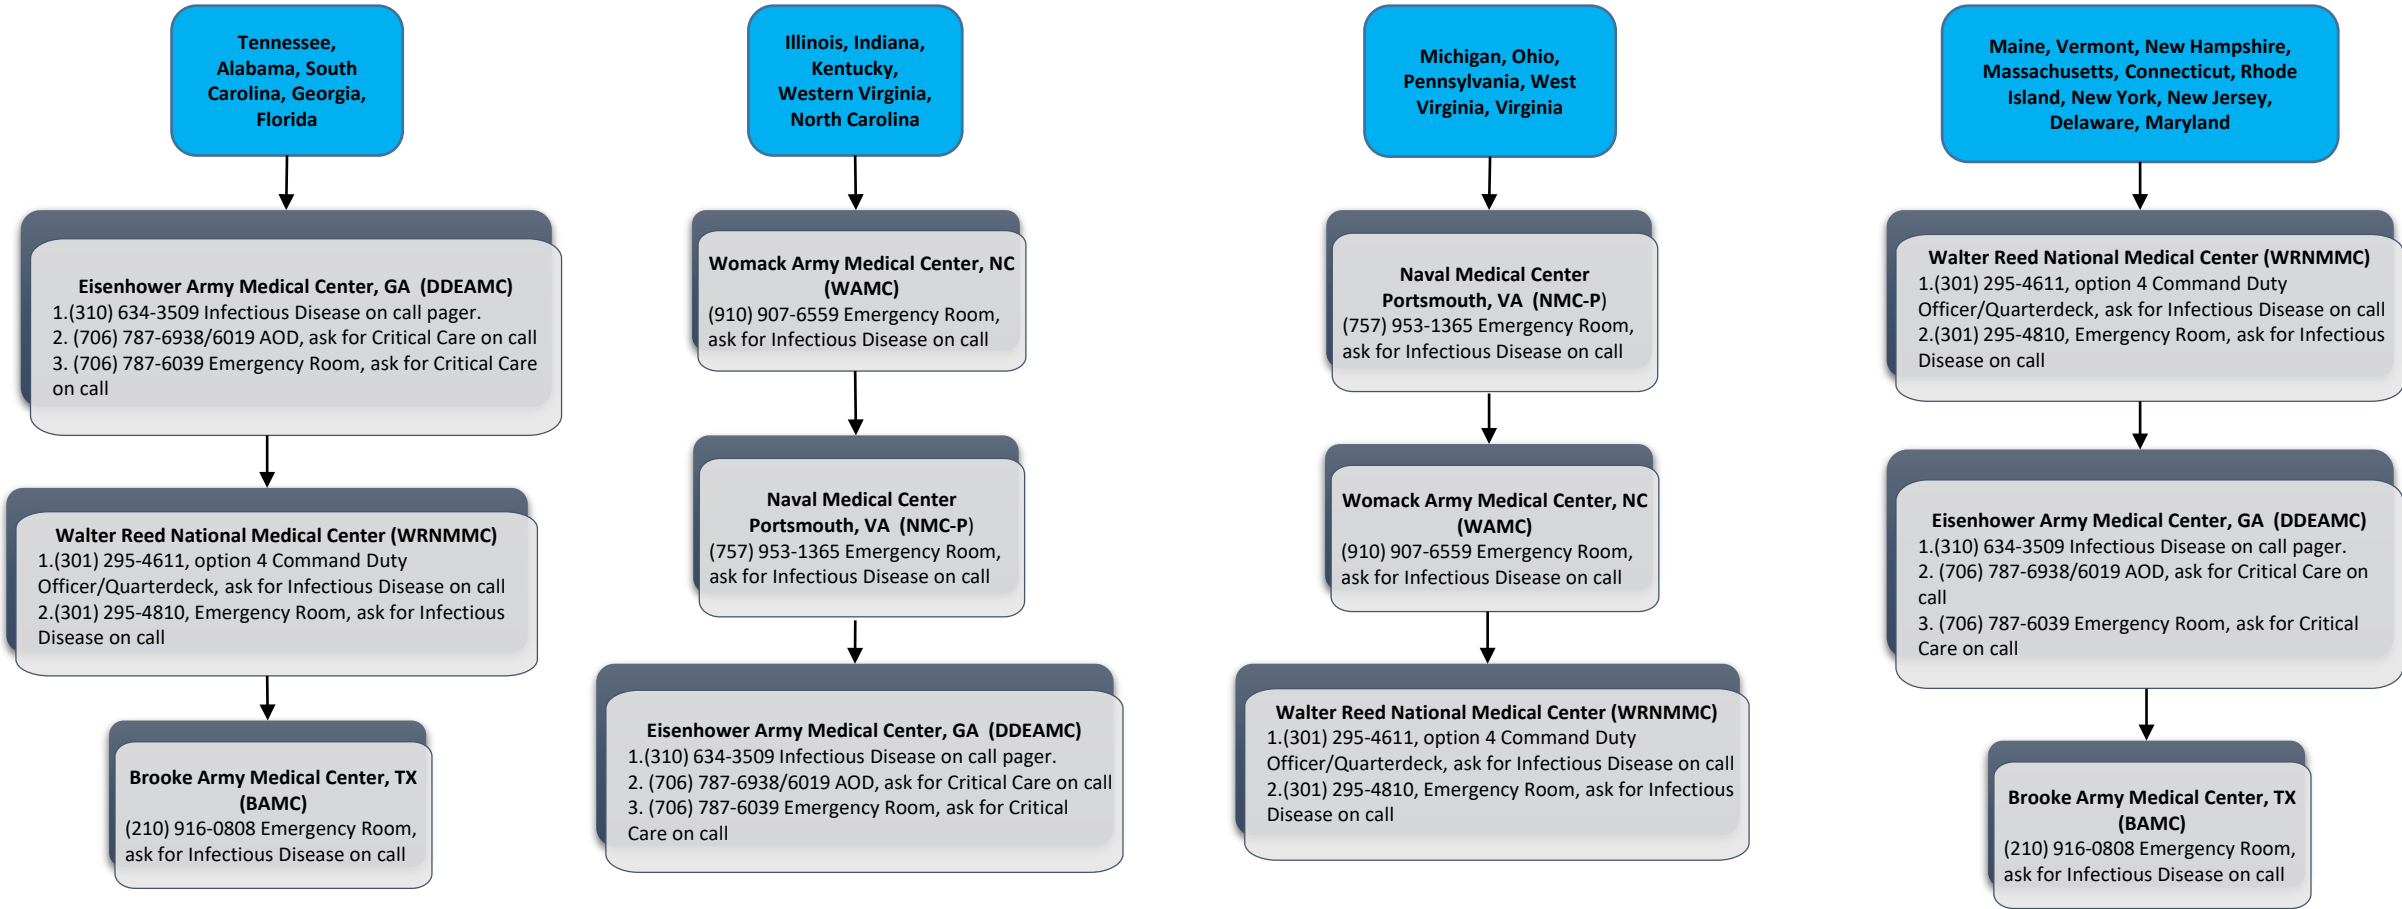 Tennessee,
Alabama, South
Carolina, Georgia,
Florida
Eisenhower Army Medical Center, GA (DDEAMC)
1.(310) 634-3509 Infectious Disease on call pager.
2. (706) 787-6938/6019 AOD, ask for Critical Care on call
3. (706) 787-6039 Emergency Room, ask for Critical Care
on call
Walter Reed National Medical Center (WRNMMC)
1.(301) 295-4611, option 4 Command Duty
Officer/Quarterdeck, ask for Infectious Disease on call
2.(301) 295-4810, Emergency Room, ask for Infectious
Disease on call
Brooke Army Medical Center, TX
(BAMC)
(210) 916-0808 Emergency Room,
ask for Infectious Disease on call
Illinois, Indiana,
Kentucky,
Western Virginia,
North Carolina
Womack Army Medical Center, NC
(WAMC)
(910) 907-6559 Emergency Room,
ask for Infectious Disease on call
Naval Medical Center
Portsmouth, VA (NMC-P)
(757) 953-1365 Emergency Room,
ask for Infectious Disease on call
Eisenhower Army Medical Center, GA (DDEAMC)
1.(310) 634-3509 Infectious Disease on call pager.
2. (706) 787-6938/6019 AOD, ask for Critical Care on call
3. (706) 787-6039 Emergency Room, ask for Critical
Care on call
Michigan, Ohio,
Pennsylvania, West
Virginia, Virginia
Naval Medical Center
Portsmouth, VA (NMC-P)
(757) 953-1365 Emergency Room,
ask for Infectious Disease on call
Womack Army Medical Center, NC
(WAMC)
(910) 907-6559 Emergency Room,
ask for Infectious Disease on call
Walter Reed National Medical Center (WRNMMC)
1.(301) 295-4611, option 4 Command Duty
Officer/Quarterdeck, ask for Infectious Disease on call
2.(301) 295-4810, Emergency Room, ask for Infectious
Disease on call
Maine, Vermont, New Hampshire,
Massachusetts, Connecticut, Rhode
Island, New York, New Jersey,
Delaware, Maryland
Walter Reed National Medical Center (WRNMMC)
1.(301) 295-4611, option 4 Command Duty
Officer/Quarterdeck, ask for Infectious Disease on call
2.(301) 295-4810, Emergency Room, ask for Infectious
Disease on call
Eisenhower Army Medical Center, GA (DDEAMC)
1.(310) 634-3509 Infectious Disease on call pager.
2. (706) 787-6938/6019 AOD, ask for Critical Care on
call
3. (706) 787-6039 Emergency Room, ask for Critical
Care on call
Brooke Army Medical Center, TX
(BAMC)
(210) 916-0808 Emergency Room,
ask for Infectious Disease on call